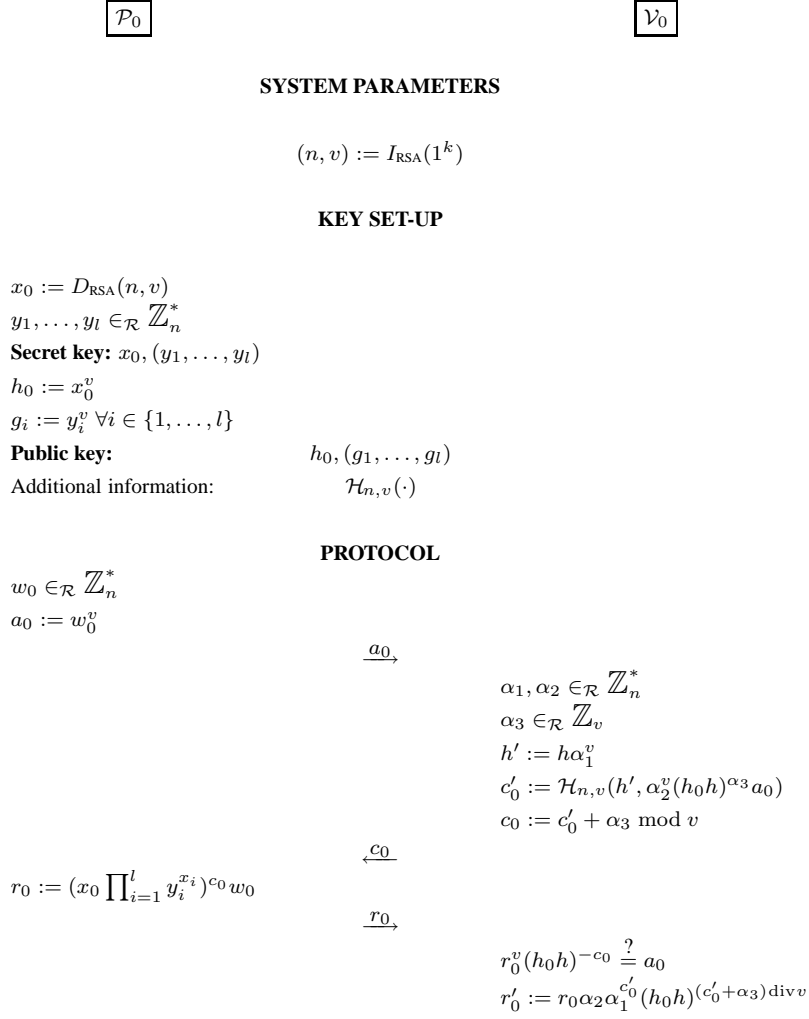 𝒫₀ 𝒱₀
SYSTEM PARAMETERS
(n, v) := I_RSA(1^k)
KEY SET-UP
x₀ := D_RSA(n, v)
y₁, . . . , y_l ∈_ℛ ℤ*_n
Secret key: x₀, (y₁, . . . , y_l)
h₀ := x₀^v
g_i := y_i^v ∀i ∈ {1, . . . , l}
Public key: h₀, (g₁, . . . , g_l)
Additional information: ℋ_{n,v}(·)
PROTOCOL
w₀ ∈_ℛ ℤ*_n
a₀ := w₀^v
a₀ →
α₁, α₂ ∈_ℛ ℤ*_n
α₃ ∈_ℛ ℤ_v
h′ := hα₁^v
c′₀ := ℋ_{n,v}(h′, α₂^v(h₀h)^{α₃}a₀)
c₀ := c′₀ + α₃ mod v
c₀ ←
r₀ := (x₀ ∏_{i=1}^l y_i^{x_i})^{c₀}w₀
r₀ →
r₀^v(h₀h)^{−c₀} ≟ a₀
r′₀ := r₀α₂α₁^{c′₀}(h₀h)^{(c′₀+α₃)div v}